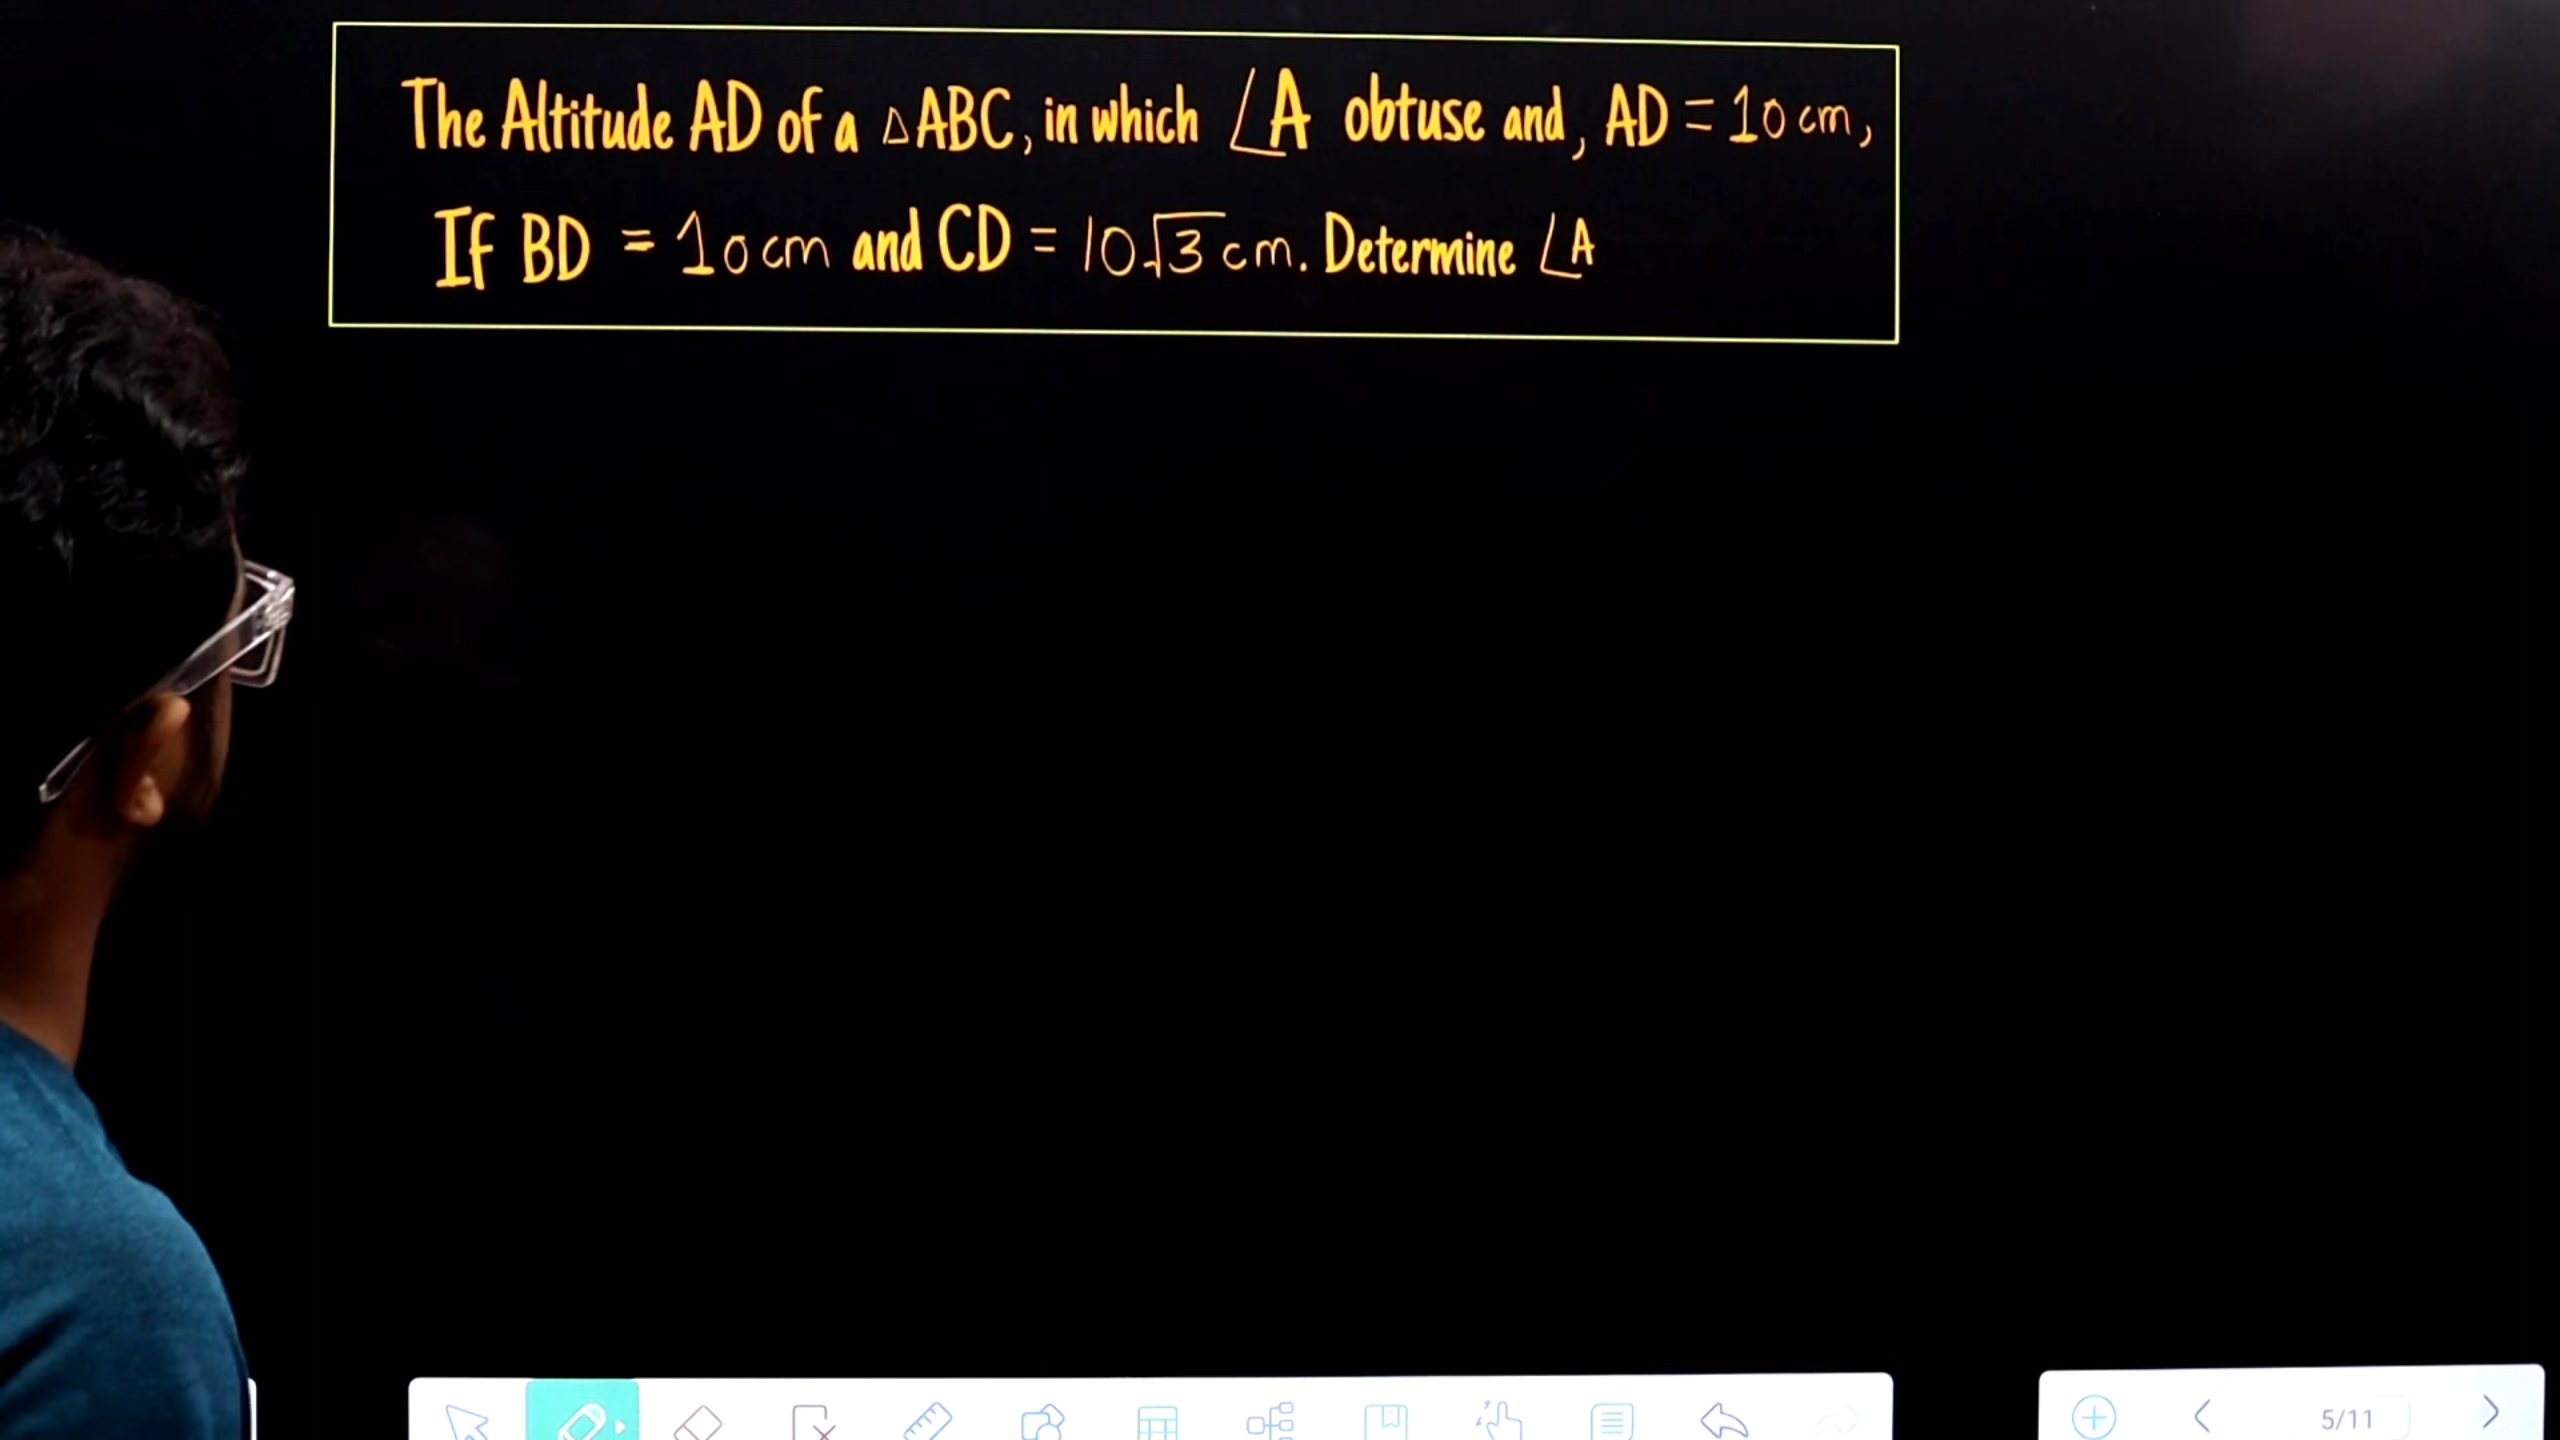 The Altitude AD of a △ABC, in which ∠A obtuse and, AD = 10 cm,
If BD = 10 cm and CD = 10√3 cm. Determine ∠A
5/11